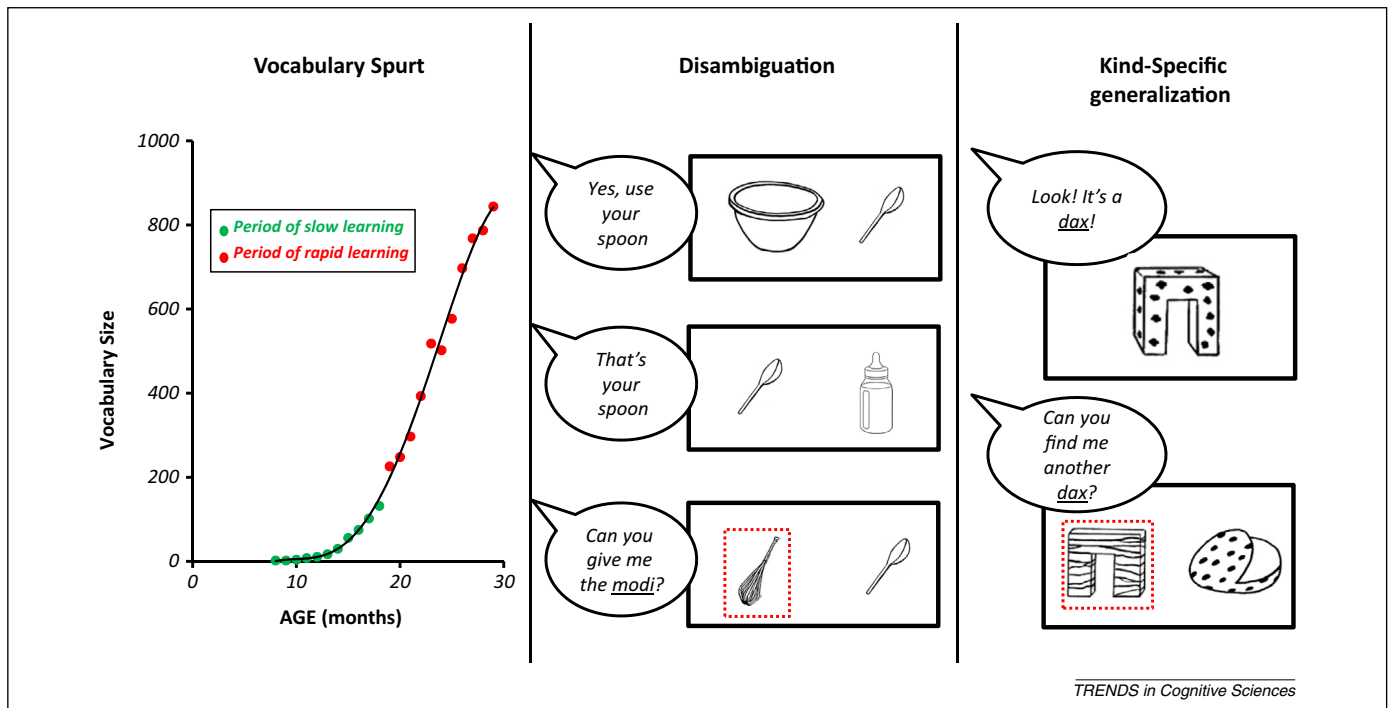 Vocabulary Spurt
1000
800
600
400
200
0
Vocabulary Size
Period of slow learning
Period of rapid learning
0
10
20
30
AGE (months)
Disambiguation
Yes, use
your
spoon
That's
your
spoon
Can you
give me
the modi?
Kind-Specific
generalization
Look! It's a
dax!
Can you
find me
another
dax?
TRENDS in Cognitive Sciences